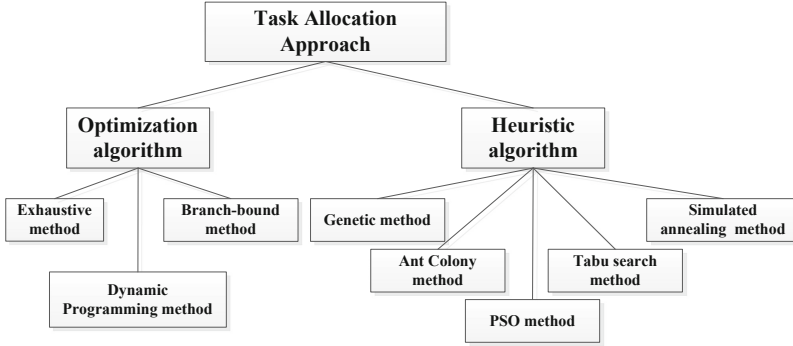 Task Allocation
Approach
Optimization
algorithm
Heuristic
algorithm
Exhaustive
method
Branch-bound
method
Dynamic
Programming method
Genetic method
Ant Colony
method
PSO method
Tabu search
method
Simulated
annealing method